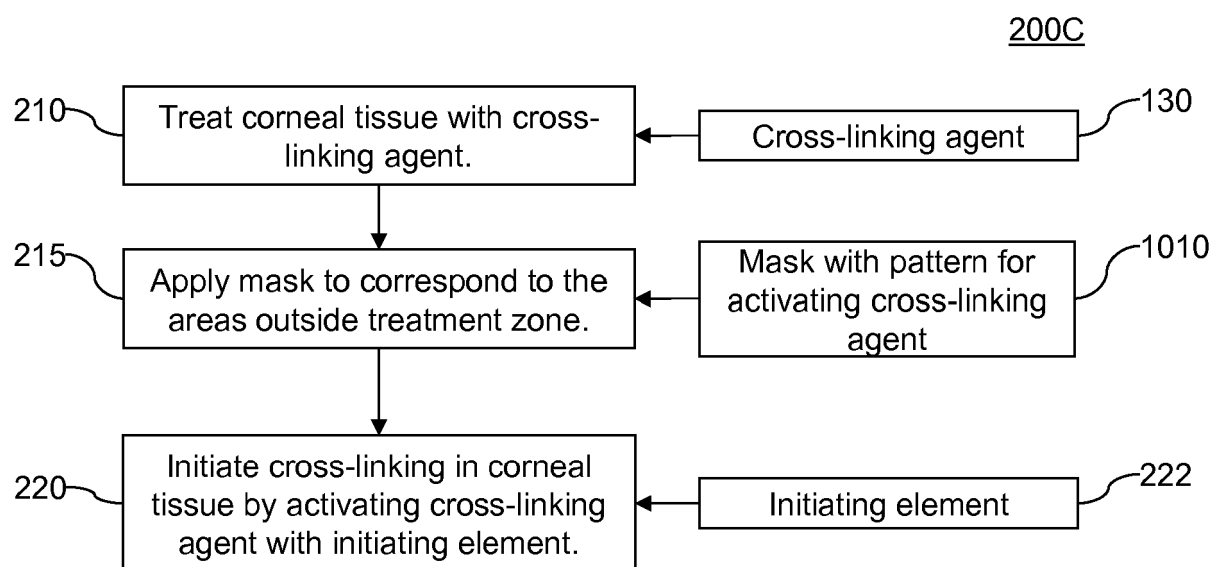 200C
210
Treat corneal tissue with cross-
linking agent.
Cross-linking agent
130
215
Apply mask to correspond to the
areas outside treatment zone.
Mask with pattern for
activating cross-linking
agent
1010
220
Initiate cross-linking in corneal
tissue by activating cross-linking
agent with initiating element.
Initiating element
222